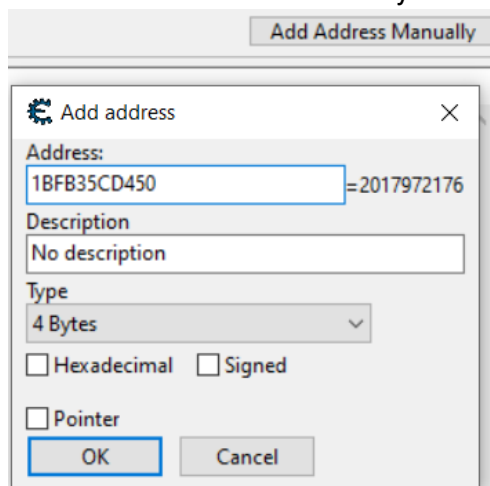 Add Address Manually
Add address
Address:
1BFB35CD450 =2017972176
Description
No description
Type
4 Bytes
Hexadecimal Signed
Pointer
OK Cancel